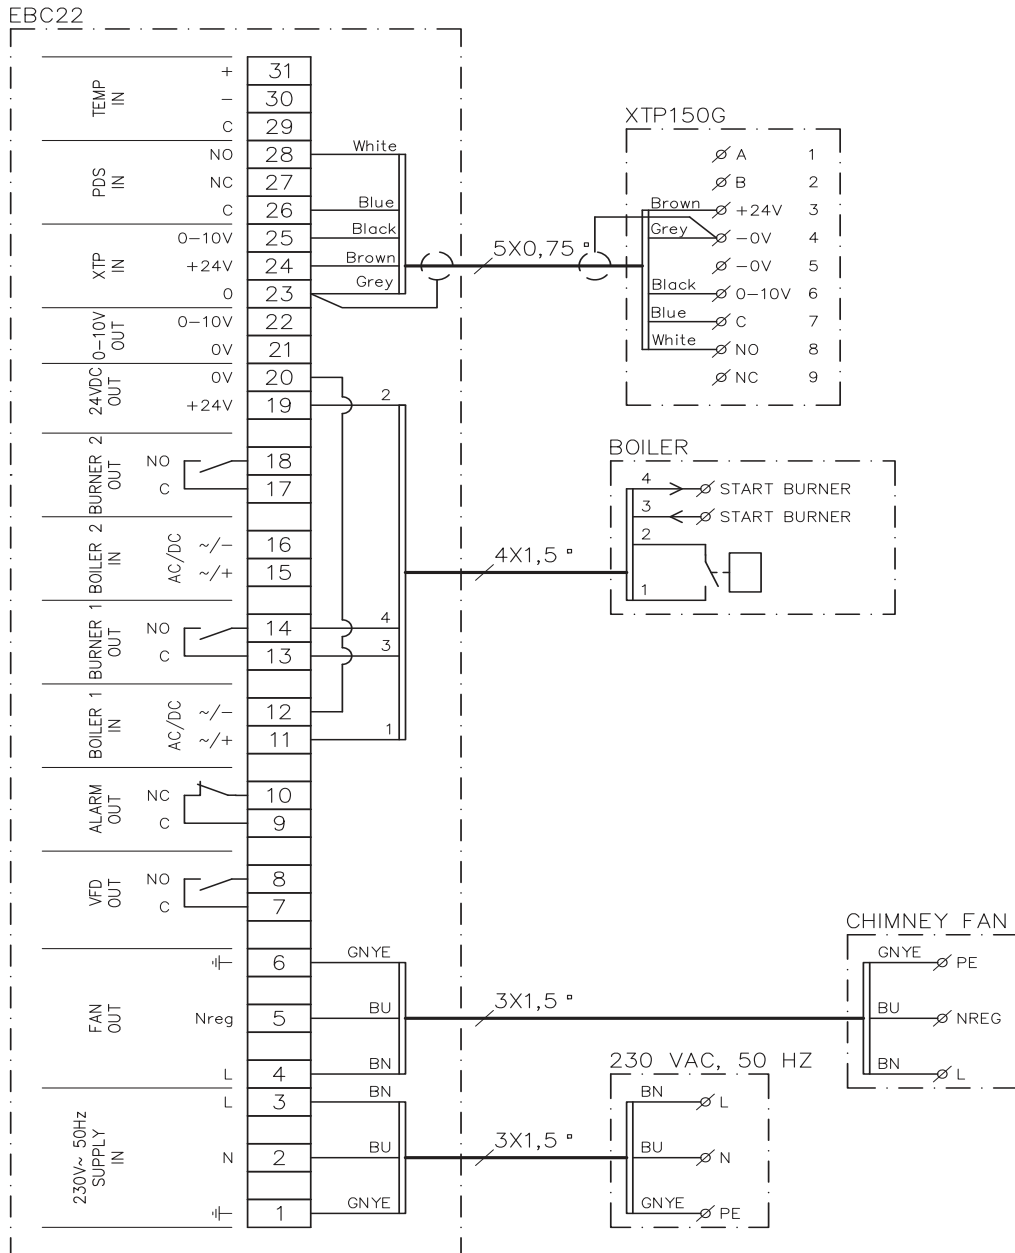 EBC22
TEMP IN
+ 31
− 30
C 29
PDS IN
NO 28 White
NC 27
C 26 Blue
XTP IN
0−10V 25 Black
+24V 24 Brown
0 23 Grey
0−10V OUT
0−10V 22
0V 21
24VDC OUT
0V 20
+24V 19 2
BURNER 2 OUT
NO 18
C 17
BOILER 2 IN
AC/DC
~/− 16
~/+ 15
BURNER 1 OUT
NO 14 4
C 13 3
BOILER 1 IN
AC/DC
~/− 12
~/+ 11 1
ALARM OUT
NC 10
C 9
VFD OUT
NO 8
C 7
FAN OUT
6 GNYE
Nreg 5 BU
L 4 BN
230V~ 50Hz SUPPLY IN
L 3 BN
N 2 BU
1 GNYE
5X0,75 ▫
4X1,5 ▫
3X1,5 ▫
3X1,5 ▫
XTP150G
A 1
B 2
Brown +24V 3
Grey −0V 4
−0V 5
Black 0−10V 6
Blue C 7
White NO 8
NC 9
BOILER
4 START BURNER
3 START BURNER
2
1
CHIMNEY FAN
GNYE PE
BU NREG
BN L
230 VAC, 50 HZ
BN L
BU N
GNYE PE